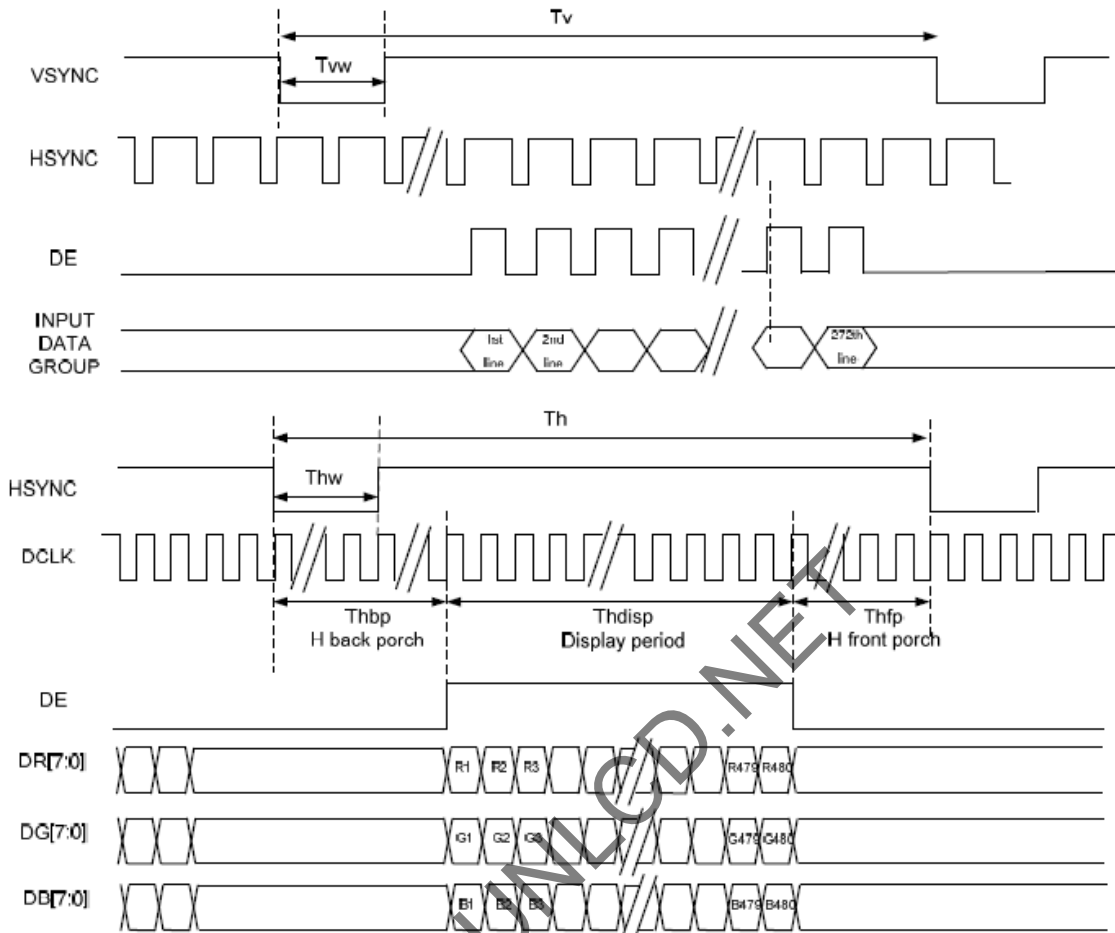 Tv
Tvw
VSYNC
HSYNC
DE
INPUT
DATA
GROUP
1st
line
2nd
line
272th
line
Th
Thw
HSYNC
DCLK
Thbp
H back porch
Thdisp
Display period
Thfp
H front porch
DE
DR[7:0]
R1 R2 R3 R479 R480
DG[7:0]
G1 G2 G3 G479 G480
DB[7:0]
B1 B2 B3 B479 B480
UNLCD.NET